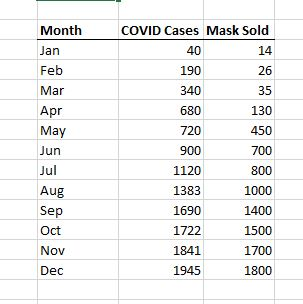 Month COVID Cases Mask Sold
Jan 40 14
Feb 190 26
Mar 340 35
Apr 680 130
May 720 450
Jun 900 700
Jul 1120 800
Aug 1383 1000
Sep 1690 1400
Oct 1722 1500
Nov 1841 1700
Dec 1945 1800